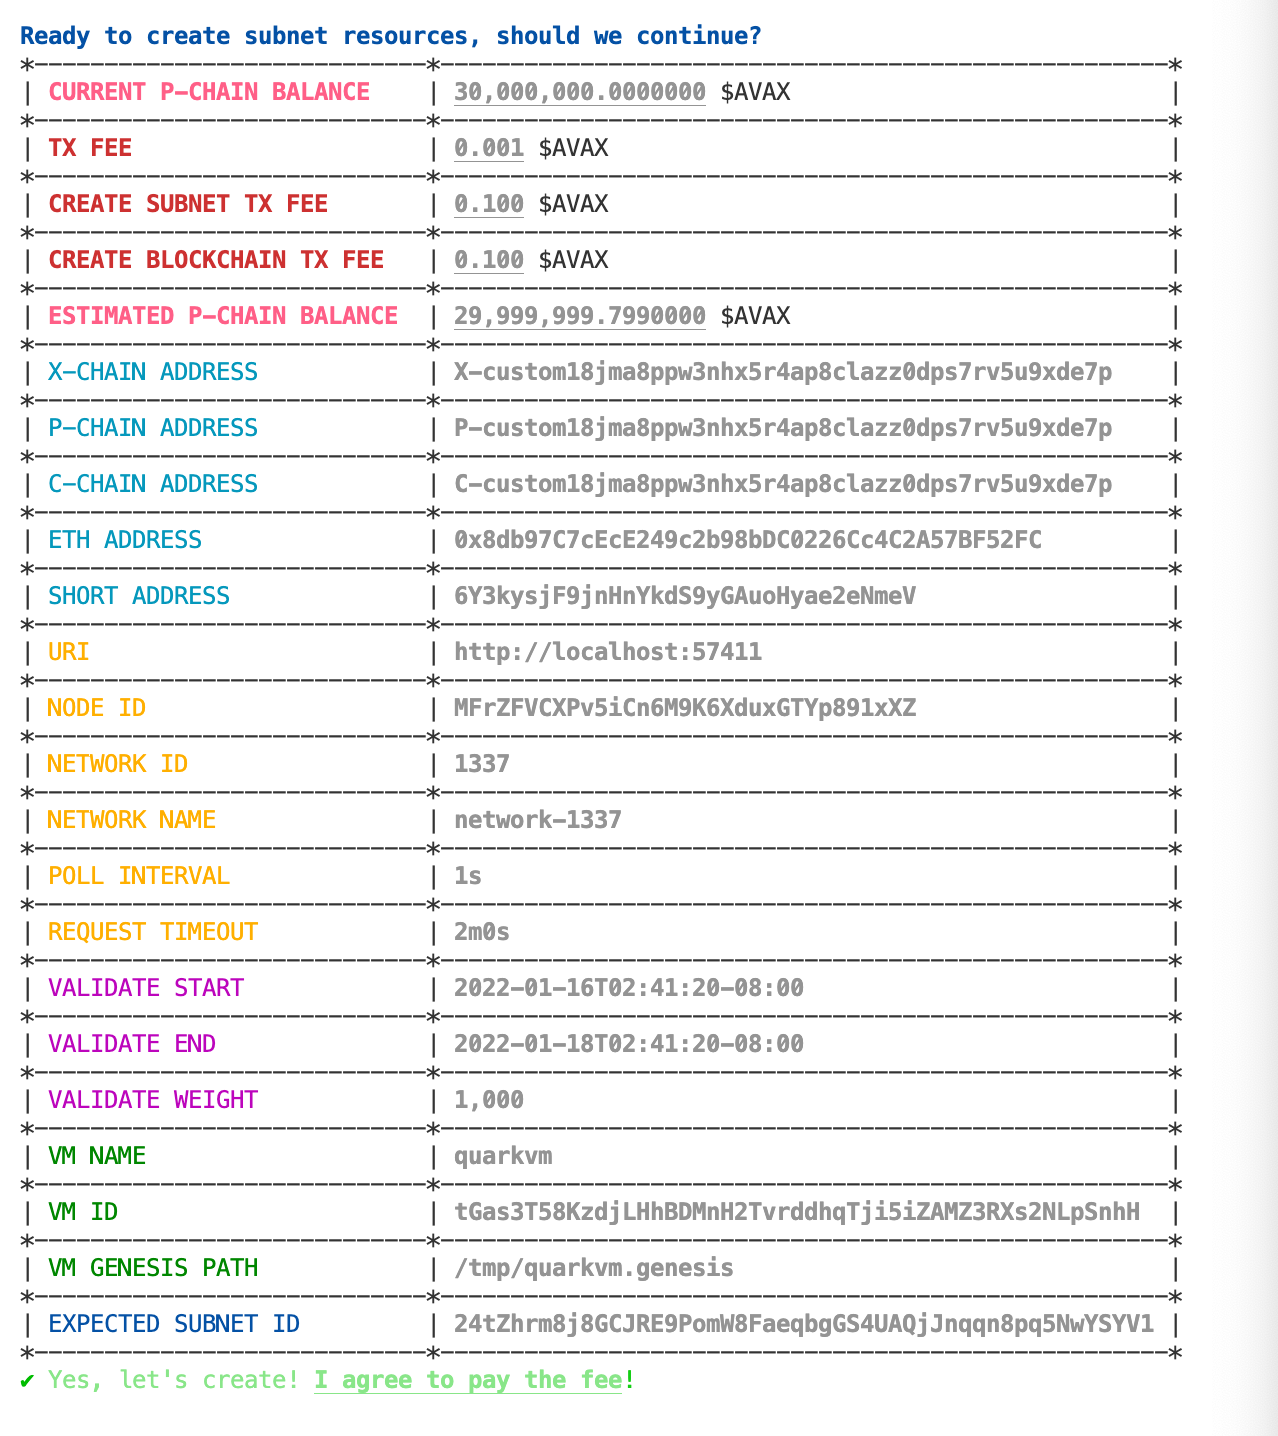 Ready to create subnet resources, should we continue?
*----------------------------*----------------------------------------------------*
| CURRENT P-CHAIN BALANCE    | 30,000,000.0000000 $AVAX                           |
*----------------------------*----------------------------------------------------*
| TX FEE                     | 0.001 $AVAX                                        |
*----------------------------*----------------------------------------------------*
| CREATE SUBNET TX FEE       | 0.100 $AVAX                                        |
*----------------------------*----------------------------------------------------*
| CREATE BLOCKCHAIN TX FEE   | 0.100 $AVAX                                        |
*----------------------------*----------------------------------------------------*
| ESTIMATED P-CHAIN BALANCE  | 29,999,999.7990000 $AVAX                           |
*----------------------------*----------------------------------------------------*
| X-CHAIN ADDRESS            | X-custom18jma8ppw3nhx5r4ap8clazz0dps7rv5u9xde7p    |
*----------------------------*----------------------------------------------------*
| P-CHAIN ADDRESS            | P-custom18jma8ppw3nhx5r4ap8clazz0dps7rv5u9xde7p    |
*----------------------------*----------------------------------------------------*
| C-CHAIN ADDRESS            | C-custom18jma8ppw3nhx5r4ap8clazz0dps7rv5u9xde7p    |
*----------------------------*----------------------------------------------------*
| ETH ADDRESS                | 0x8db97C7cEcE249c2b98bDC0226Cc4C2A57BF52FC         |
*----------------------------*----------------------------------------------------*
| SHORT ADDRESS              | 6Y3kysjF9jnHnYkdS9yGAuoHyae2eNmeV                  |
*----------------------------*----------------------------------------------------*
| URI                        | http://localhost:57411                             |
*----------------------------*----------------------------------------------------*
| NODE ID                    | MFrZFVCXPv5iCn6M9K6XduxGTYp891xXZ                  |
*----------------------------*----------------------------------------------------*
| NETWORK ID                 | 1337                                               |
*----------------------------*----------------------------------------------------*
| NETWORK NAME               | network-1337                                       |
*----------------------------*----------------------------------------------------*
| POLL INTERVAL              | 1s                                                 |
*----------------------------*----------------------------------------------------*
| REQUEST TIMEOUT            | 2m0s                                               |
*----------------------------*----------------------------------------------------*
| VALIDATE START             | 2022-01-16T02:41:20-08:00                          |
*----------------------------*----------------------------------------------------*
| VALIDATE END               | 2022-01-18T02:41:20-08:00                          |
*----------------------------*----------------------------------------------------*
| VALIDATE WEIGHT            | 1,000                                              |
*----------------------------*----------------------------------------------------*
| VM NAME                    | quarkvm                                            |
*----------------------------*----------------------------------------------------*
| VM ID                      | tGas3T58KzdjLHhBDMnH2TvrddhqTji5iZAMZ3RXs2NLpSnhH  |
*----------------------------*----------------------------------------------------*
| VM GENESIS PATH            | /tmp/quarkvm.genesis                               |
*----------------------------*----------------------------------------------------*
| EXPECTED SUBNET ID         | 24tZhrm8j8GCJRE9PomW8FaeqbgGS4UAQjJnqqn8pq5NwYSYV1 |
*----------------------------*----------------------------------------------------*
✔ Yes, let's create! I agree to pay the fee!